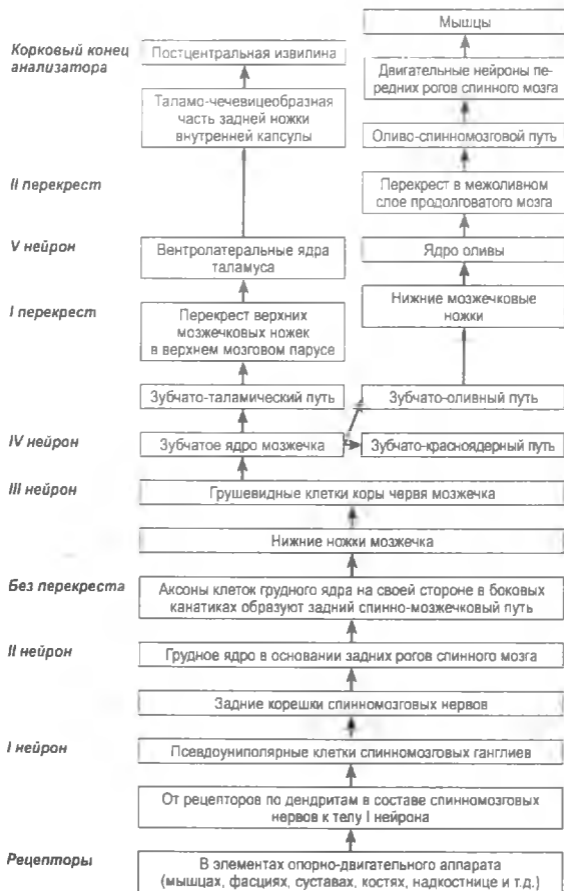 Мышцы
Корковый конец
анализатора
Постцентральная извилина
Двигательные нейроны пе-
редних рогов спинного мозга
Таламо-чечевицеобразная
часть задней ножки
внутренней капсулы
Оливо-спинномозговой путь
II перекрест
Перекрест в межоливном
слое продолговатого мозга
V нейрон
Вентролатеральные ядра
таламуса
Ядро оливы
I перекрест
Перекрест верхних
мозжечковых ножек
в верхнем мозговом парусе
Нижние мозжечковые
ножки
Зубчато-таламический путь
Зубчато-оливный путь
IV нейрон
Зубчатое ядро мозжечка
Зубчато-красноядерный путь
III нейрон
Грушевидные клетки коры червя мозжечка
Нижние ножки мозжечка
Без перекреста
Аксоны клеток грудного ядра на своей стороне в боковых
канатиках образуют задний спинно-мозжечковый путь
II нейрон
Грудное ядро в основании задних рогов спинного мозга
Задние корешки спинномозговых нервов
I нейрон
Псевдоуниполярные клетки спинномозговых ганглиев
От рецепторов по дендритам в составе спинномозговых
нервов к телу I нейрона
Рецепторы
В элементах опорно-двигательного аппарата
(мышцах, фасциях, суставах, костях, надкостнице и т.д.)